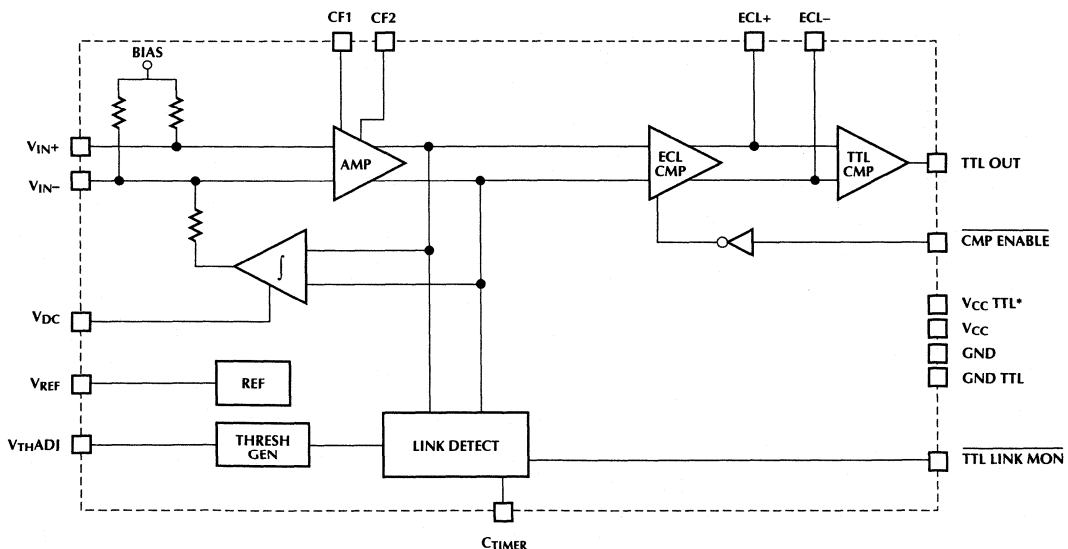 CF1 CF2 ECL+ ECL–
BIAS
VIN+
VIN–
AMP
ECL CMP
TTL CMP
TTL OUT
CMP ENABLE
∫
VDC
VCC TTL*
VCC
GND
GND TTL
VREF
REF
VTHADJ
THRESH
GEN
LINK DETECT
TTL LINK MON
CTIMER